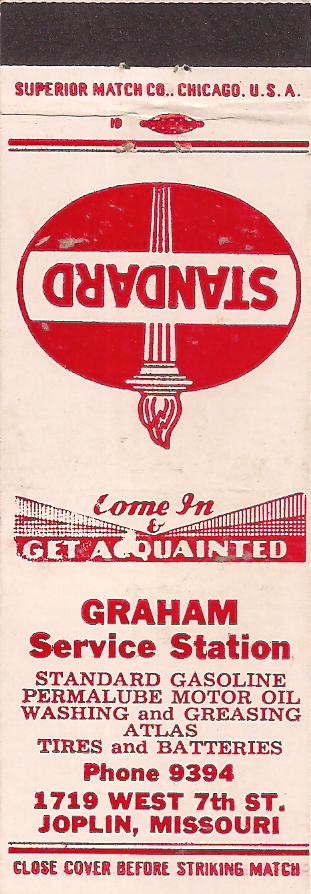 SUPERIOR MATCH CO., CHICAGO, U.S.A.
19
STANDARD
Come In
&
GET ACQUAINTED
GRAHAM
Service Station
STANDARD GASOLINE
PERMALUBE MOTOR OIL
WASHING and GREASING
ATLAS
TIRES and BATTERIES
Phone 9394
1719 WEST 7th ST.
JOPLIN, MISSOURI
CLOSE COVER BEFORE STRIKING MATCH